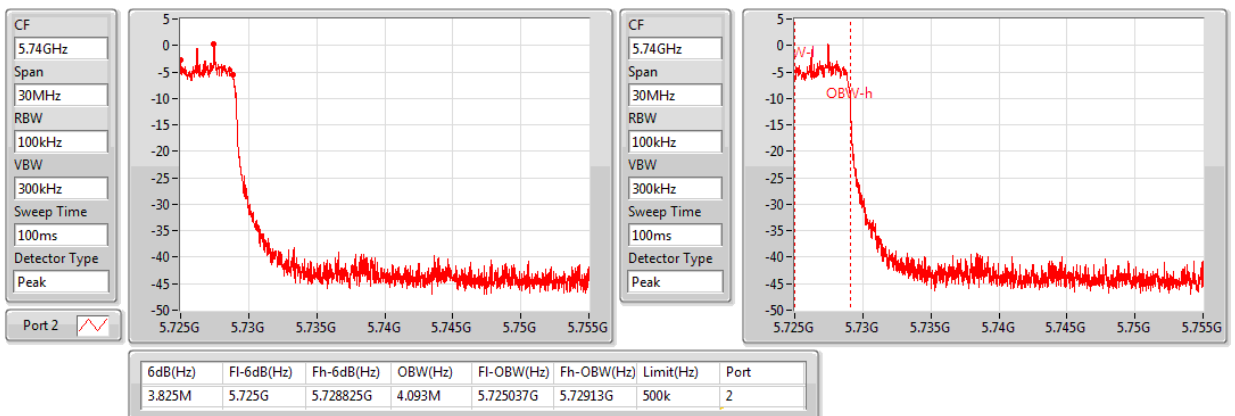 CF
5.74GHz
Span
30MHz
RBW
100kHz
VBW
300kHz
Sweep Time
100ms
Detector Type
Peak
Port 2
5
0
-5
-10
-15
-20
-25
-30
-35
-40
-45
-50
5.725G 5.73G 5.735G 5.74G 5.745G 5.75G 5.755G
CF
5.74GHz
Span
30MHz
RBW
100kHz
VBW
300kHz
Sweep Time
100ms
Detector Type
Peak
5
0
-5
-10
-15
-20
-25
-30
-35
-40
-45
-50
OBW-h
5.725G 5.73G 5.735G 5.74G 5.745G 5.75G 5.755G
6dB(Hz) Fl-6dB(Hz) Fh-6dB(Hz) OBW(Hz) Fl-OBW(Hz) Fh-OBW(Hz) Limit(Hz) Port
3.825M 5.725G 5.728825G 4.093M 5.725037G 5.72913G 500k 2